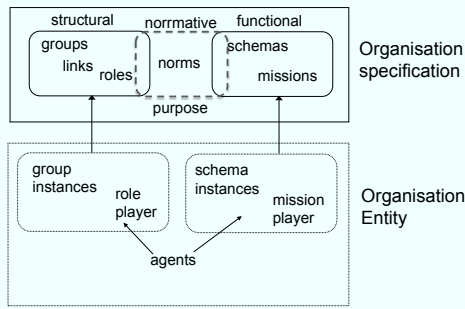 structural norrmative functional
groups
links
roles
norms
schemas
missions
purpose
Organisation
specification
group
instances
role
player
schema
instances
mission
player
agents
Organisation
Entity